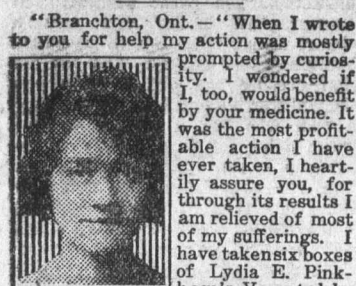 "Branchton, Ont.—"When I wrote
to you for help my action was mostly
prompted by curios-
ity. I wondered if
I, too, would benefit
by your medicine. It
was the most profit-
able action I have
ever taken, I heart-
ily assure you, for
through its results I
am relieved of most
of my sufferings. I
have taken six boxes
of Lydia E. Pink-